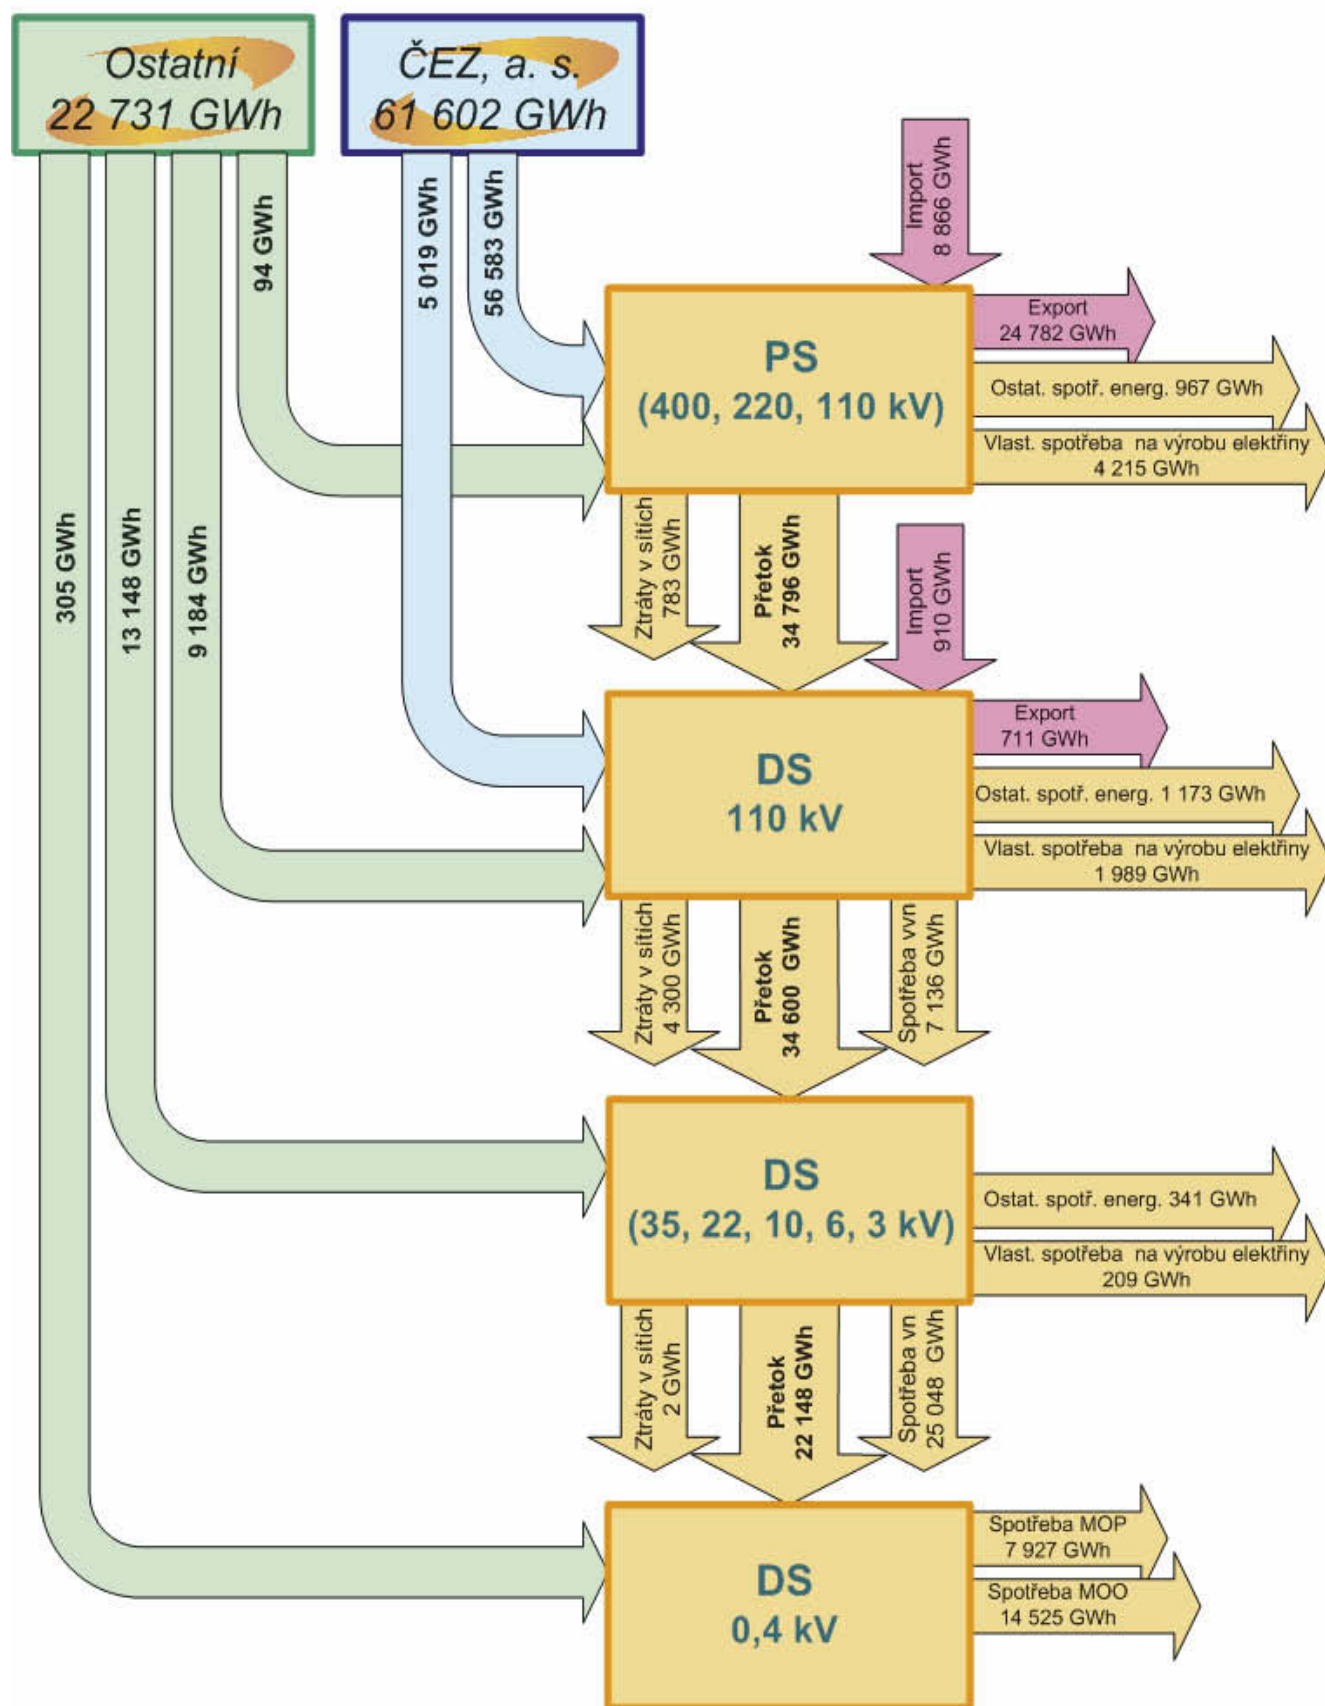 Ostatní
22 731 GWh
ČEZ, a. s.
61 602 GWh
305 GWh
13 148 GWh
9 184 GWh
94 GWh
5 019 GWh
56 583 GWh
Import
8 866 GWh
PS
(400, 220, 110 kV)
Export
24 782 GWh
Ostat. spotř. energ. 967 GWh
Vlast. spotřeba na výrobu elektřiny
4 215 GWh
Ztráty v sítích
783 GWh
Přetok
34 796 GWh
Import
910 GWh
DS
110 kV
Export
711 GWh
Ostat. spotř. energ. 1 173 GWh
Vlast. spotřeba na výrobu elektřiny
1 989 GWh
Ztráty v sítích
4 300 GWh
Přetok
34 600 GWh
Spotřeba vvn
7 136 GWh
DS
(35, 22, 10, 6, 3 kV)
Ostat. spotř. energ. 341 GWh
Vlast. spotřeba na výrobu elektřiny
209 GWh
Ztráty v sítích
2 GWh
Přetok
22 148 GWh
Spotřeba vn
25 048 GWh
DS
0,4 kV
Spotřeba MOP
7 927 GWh
Spotřeba MOO
14 525 GWh